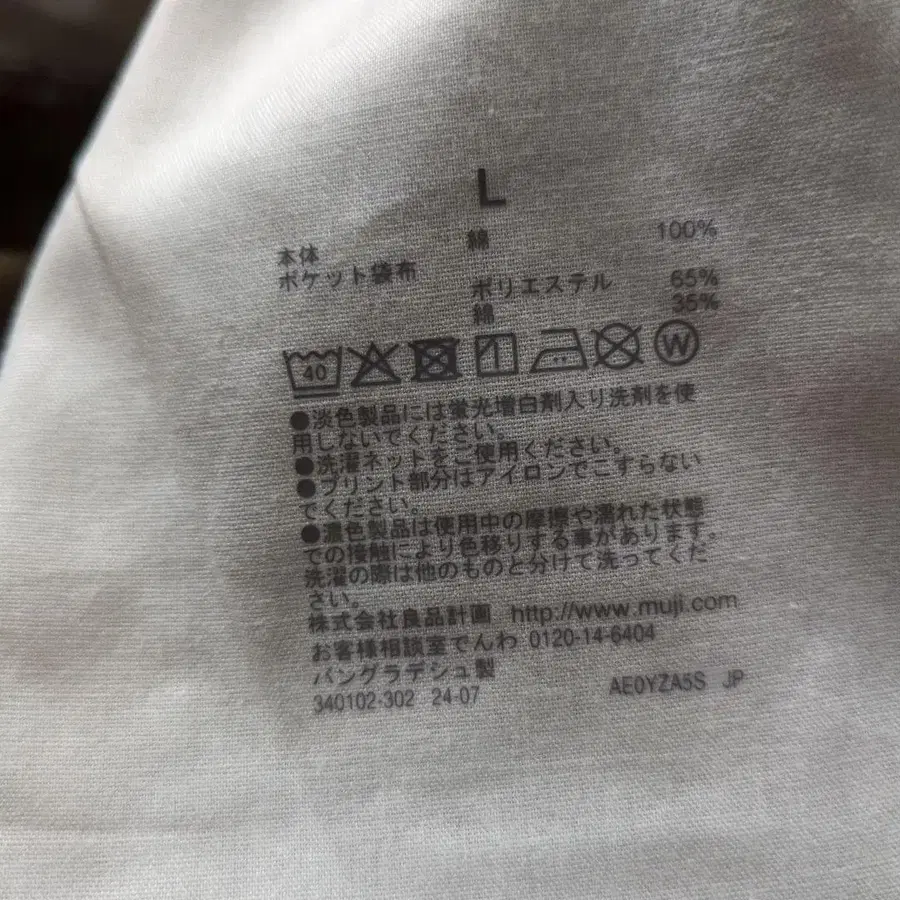 L
本体 綿 100%
ポケット袋布 ポリエステル 65%
綿 35%
40 W
●淡色製品には蛍光増白剤入り洗剤を使
用しないでください。
●洗濯ネットをご使用ください。
●プリント部分はアイロンでこすらない
でください。
●濃色製品は使用中の摩擦や濡れた状態
での接触により色移りする事があります。
洗濯の際は他のものと分けて洗ってくだ
さい。
株式会社良品計画 http://www.muji.com
お客様相談室でんわ 0120-14-6404
バングラデシュ製
340102-302 24-07 AE0YZA5S JP